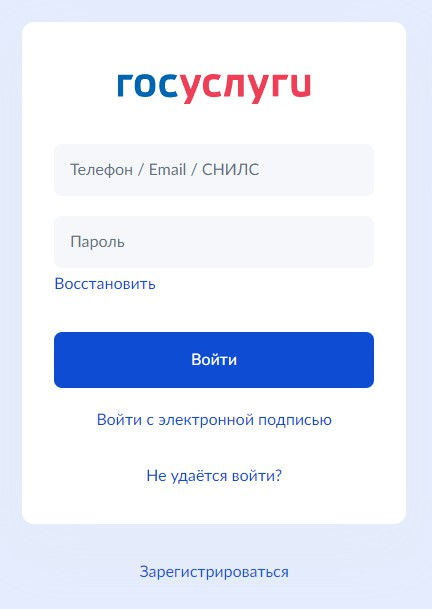 госуслуги
Телефон / Email / СНИЛС
Пароль
Восстановить
Войти
Войти с электронной подписью
Не удаётся войти?
Зарегистрироваться